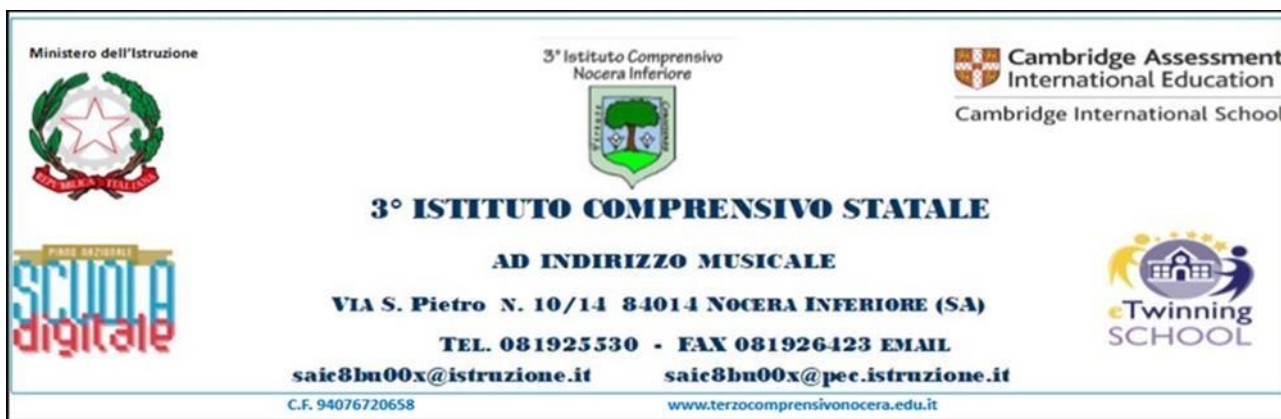 Ministero dell'Istruzione
REPVBBLICA ITALIANA
3° Istituto Comprensivo
Nocera Inferiore
Cambridge Assessment
International Education
Cambridge International School
3° ISTITUTO COMPRENSIVO STATALE
PIANO NAZIONALE
SCUOLA
digitale
AD INDIRIZZO MUSICALE
VIA S. Pietro N. 10/14 84014 NOCERA INFERIORE (SA)
TEL. 081925530 - FAX 081926423 EMAIL
saic8bu00x@istruzione.it saic8bu00x@pec.istruzione.it
eTwinning
SCHOOL
C.F. 94076720658
www.terzocomprensivonocera.edu.it